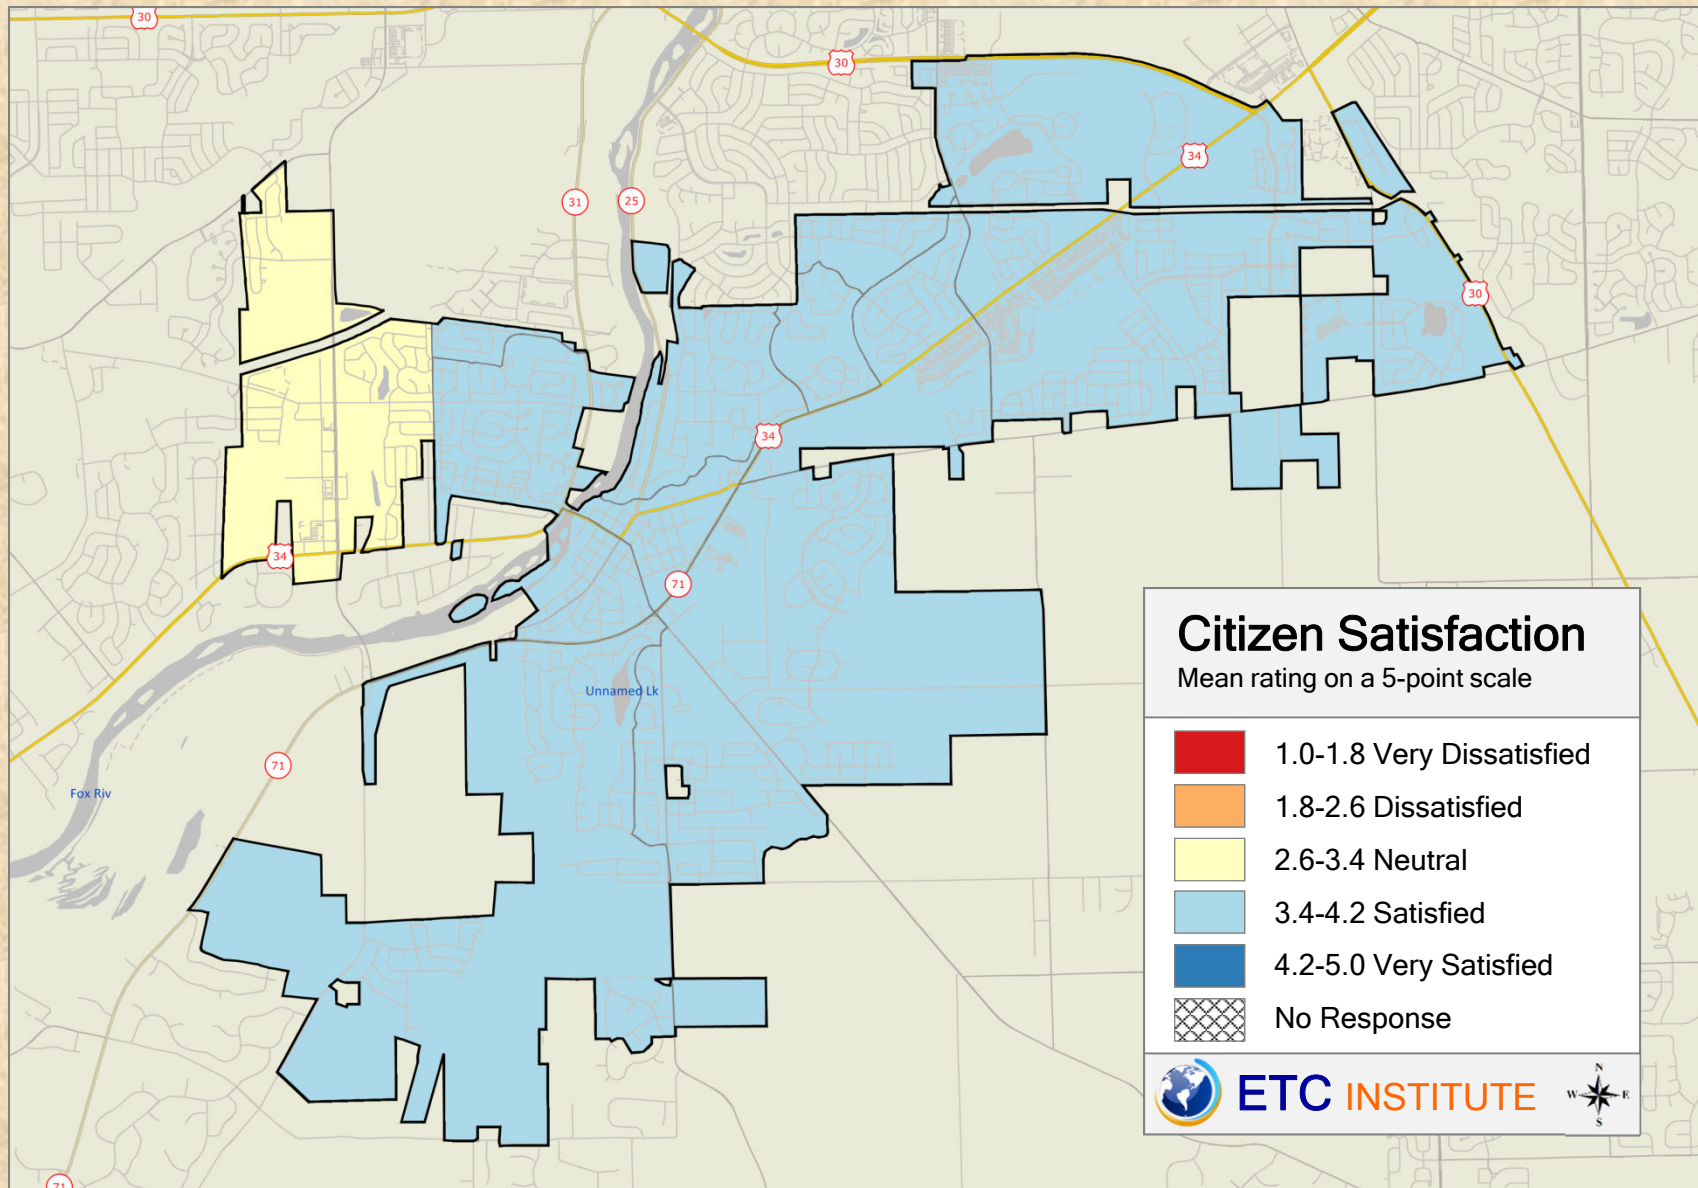 30
30
34
31
25
30
34
34
71
Unnamed Lk
71
Fox Riv
71
Citizen Satisfaction
Mean rating on a 5-point scale
1.0-1.8 Very Dissatisfied
1.8-2.6 Dissatisfied
2.6-3.4 Neutral
3.4-4.2 Satisfied
4.2-5.0 Very Satisfied
No Response
ETC INSTITUTE
N
W E
S